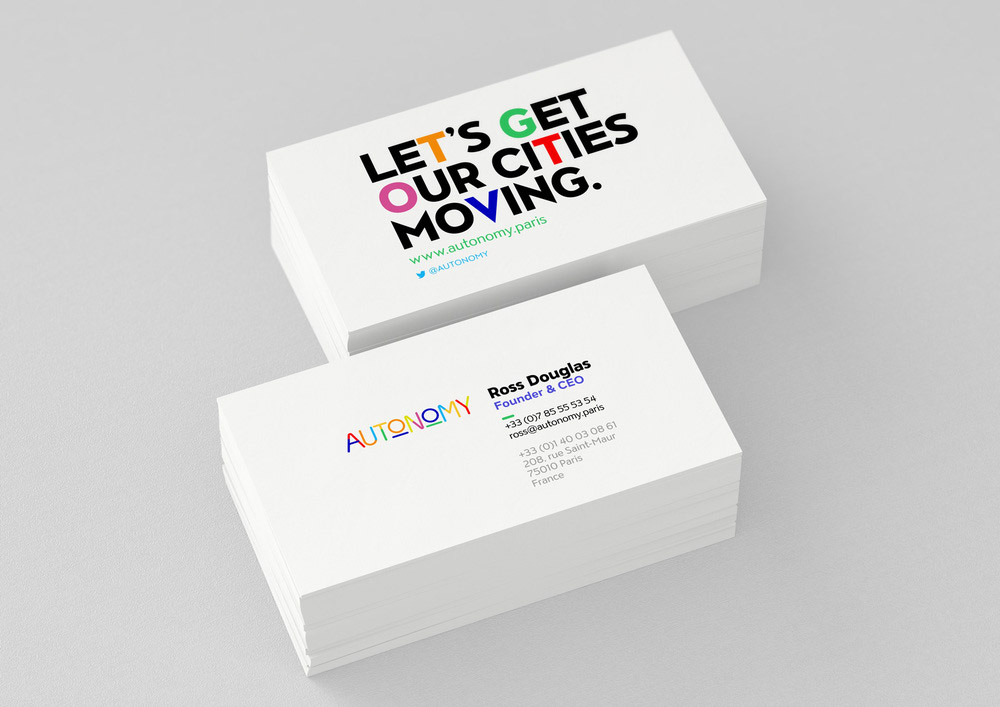 LET'S GET
OUR CITIES
MOVING.
www.autonomy.paris
@AUTONOMY
AUTONOMY
Ross Douglas
Founder & CEO
+33 (0)7 85 55 53 54
ross@autonomy.paris
+33 (0)1 40 03 08 61
208, rue Saint-Maur
75010 Paris
France